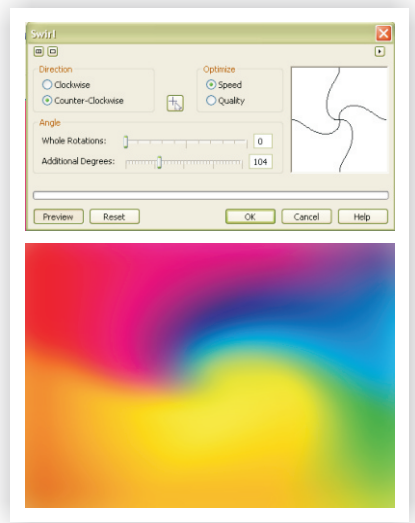 Swirl
Direction
Clockwise
Counter-Clockwise
Optimize
Speed
Quality
Angle
Whole Rotations: 0
Additional Degrees: 104
Preview Reset OK Cancel Help